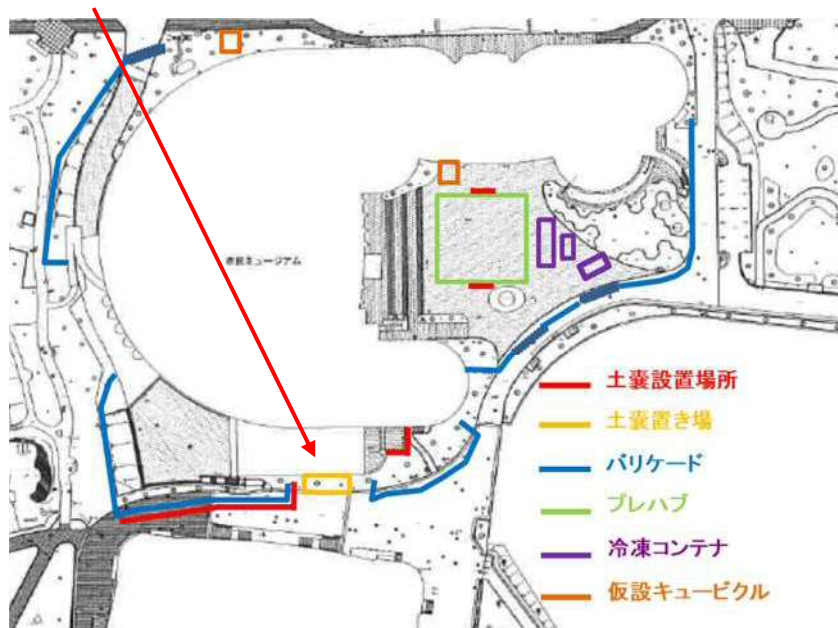 市民ミュージアム
土嚢設置場所
土嚢置き場
バリケード
プレハブ
冷凍コンテナ
仮設キュービクル